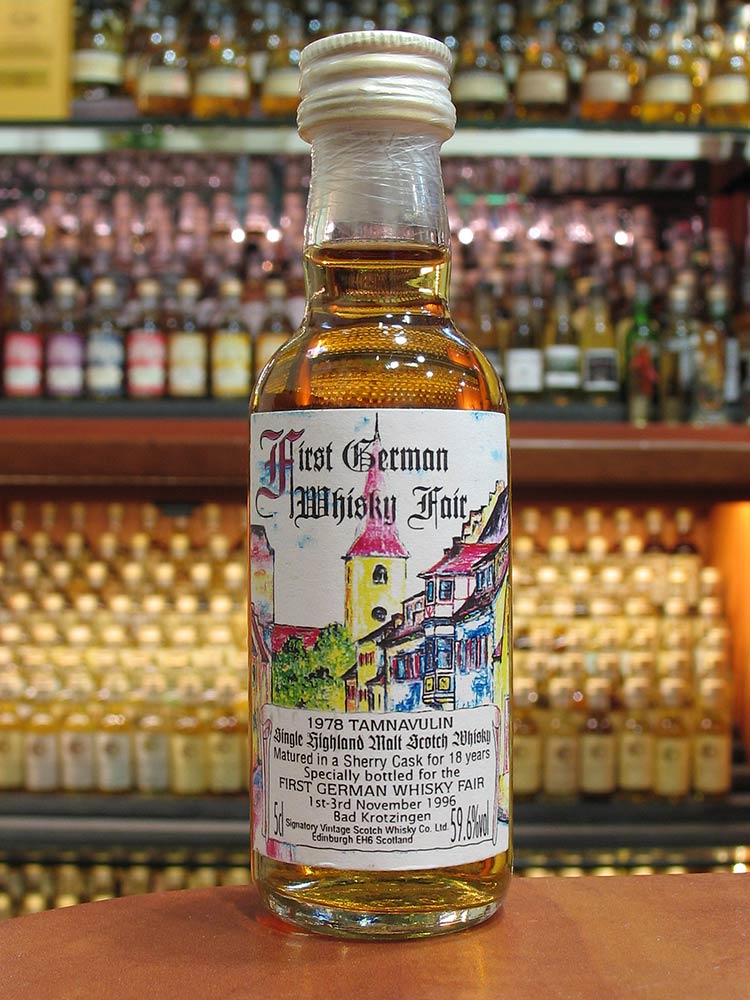 First German
Whisky Fair
1978 TAMNAVULIN
Single Highland Malt Scotch Whisky
Matured in a Sherry Cask for 18 years
Specially bottled for the
FIRST GERMAN WHISKY FAIR
1st-3rd November 1996
Bad Krotzingen
5cl Signatory Vintage Scotch Whisky Co. Ltd. 59.6%vol
Edinburgh EH6 Scotland